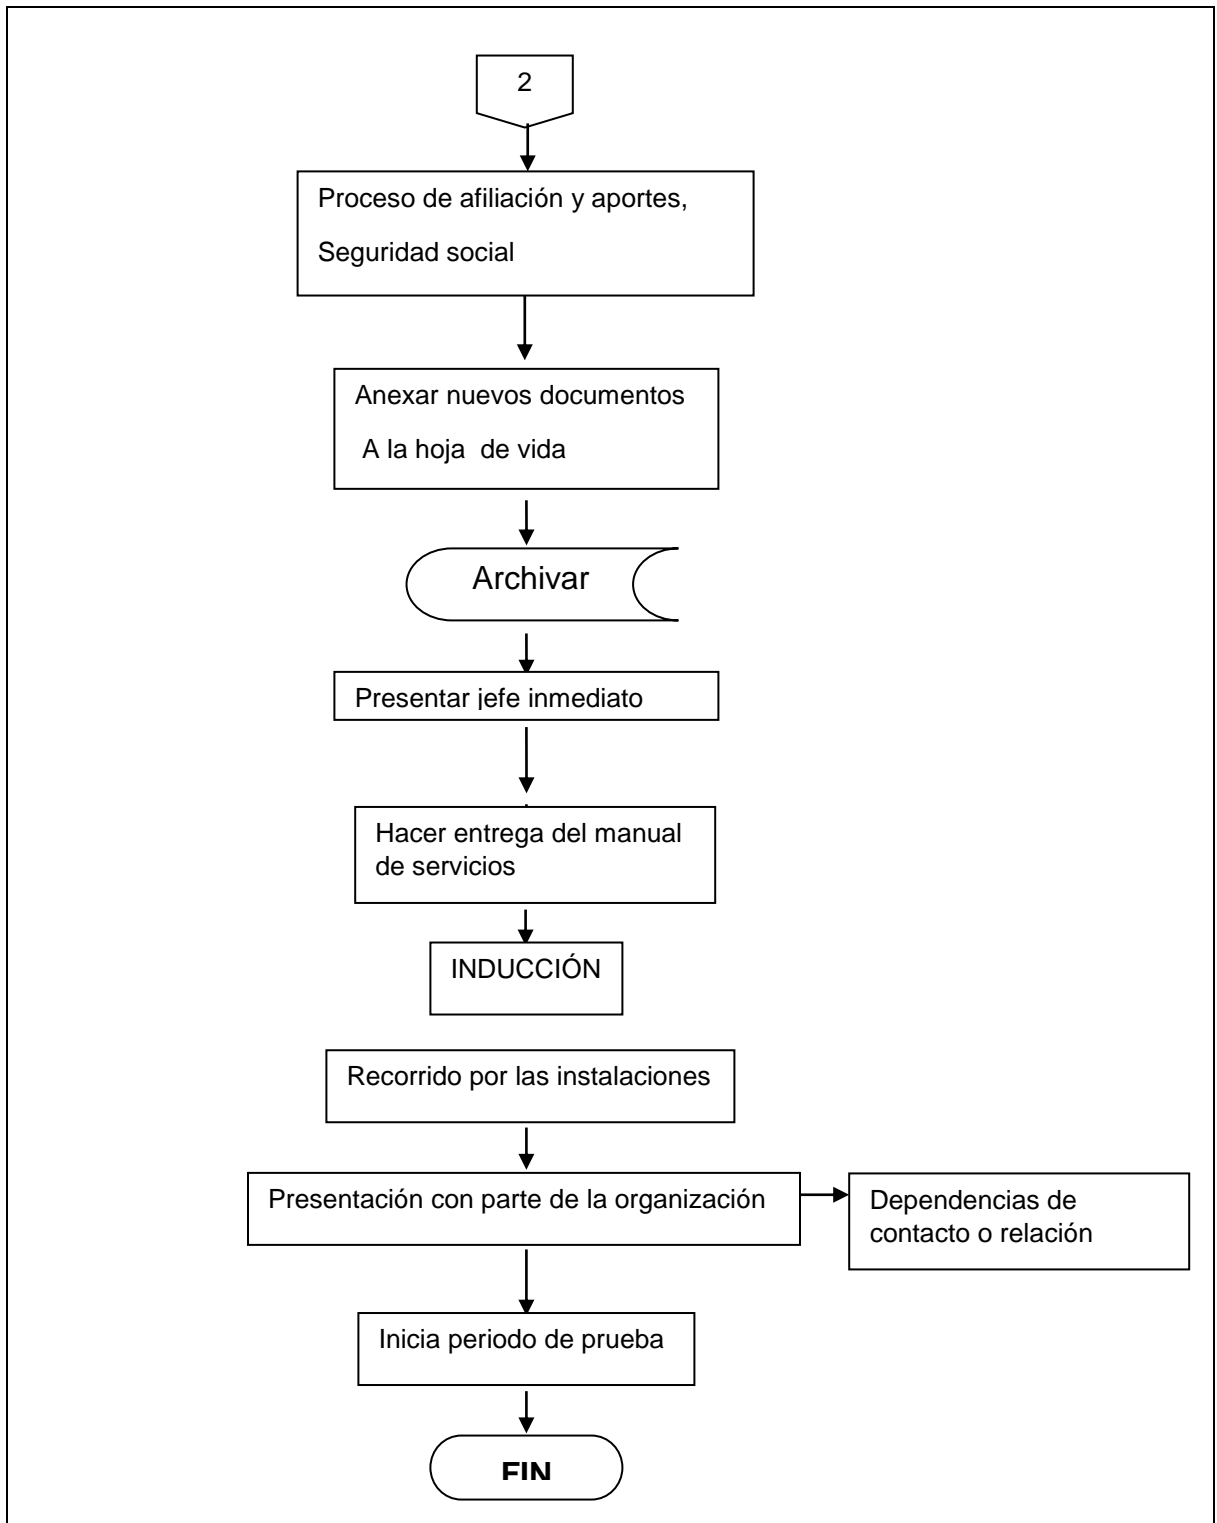 2
Proceso de afiliación y aportes,
Seguridad social
Anexar nuevos documentos
A la hoja de vida
Archivar
Presentar jefe inmediato
Hacer entrega del manual
de servicios
INDUCCIÓN
Recorrido por las instalaciones
Presentación con parte de la organización
Dependencias de
contacto o relación
Inicia periodo de prueba
FIN